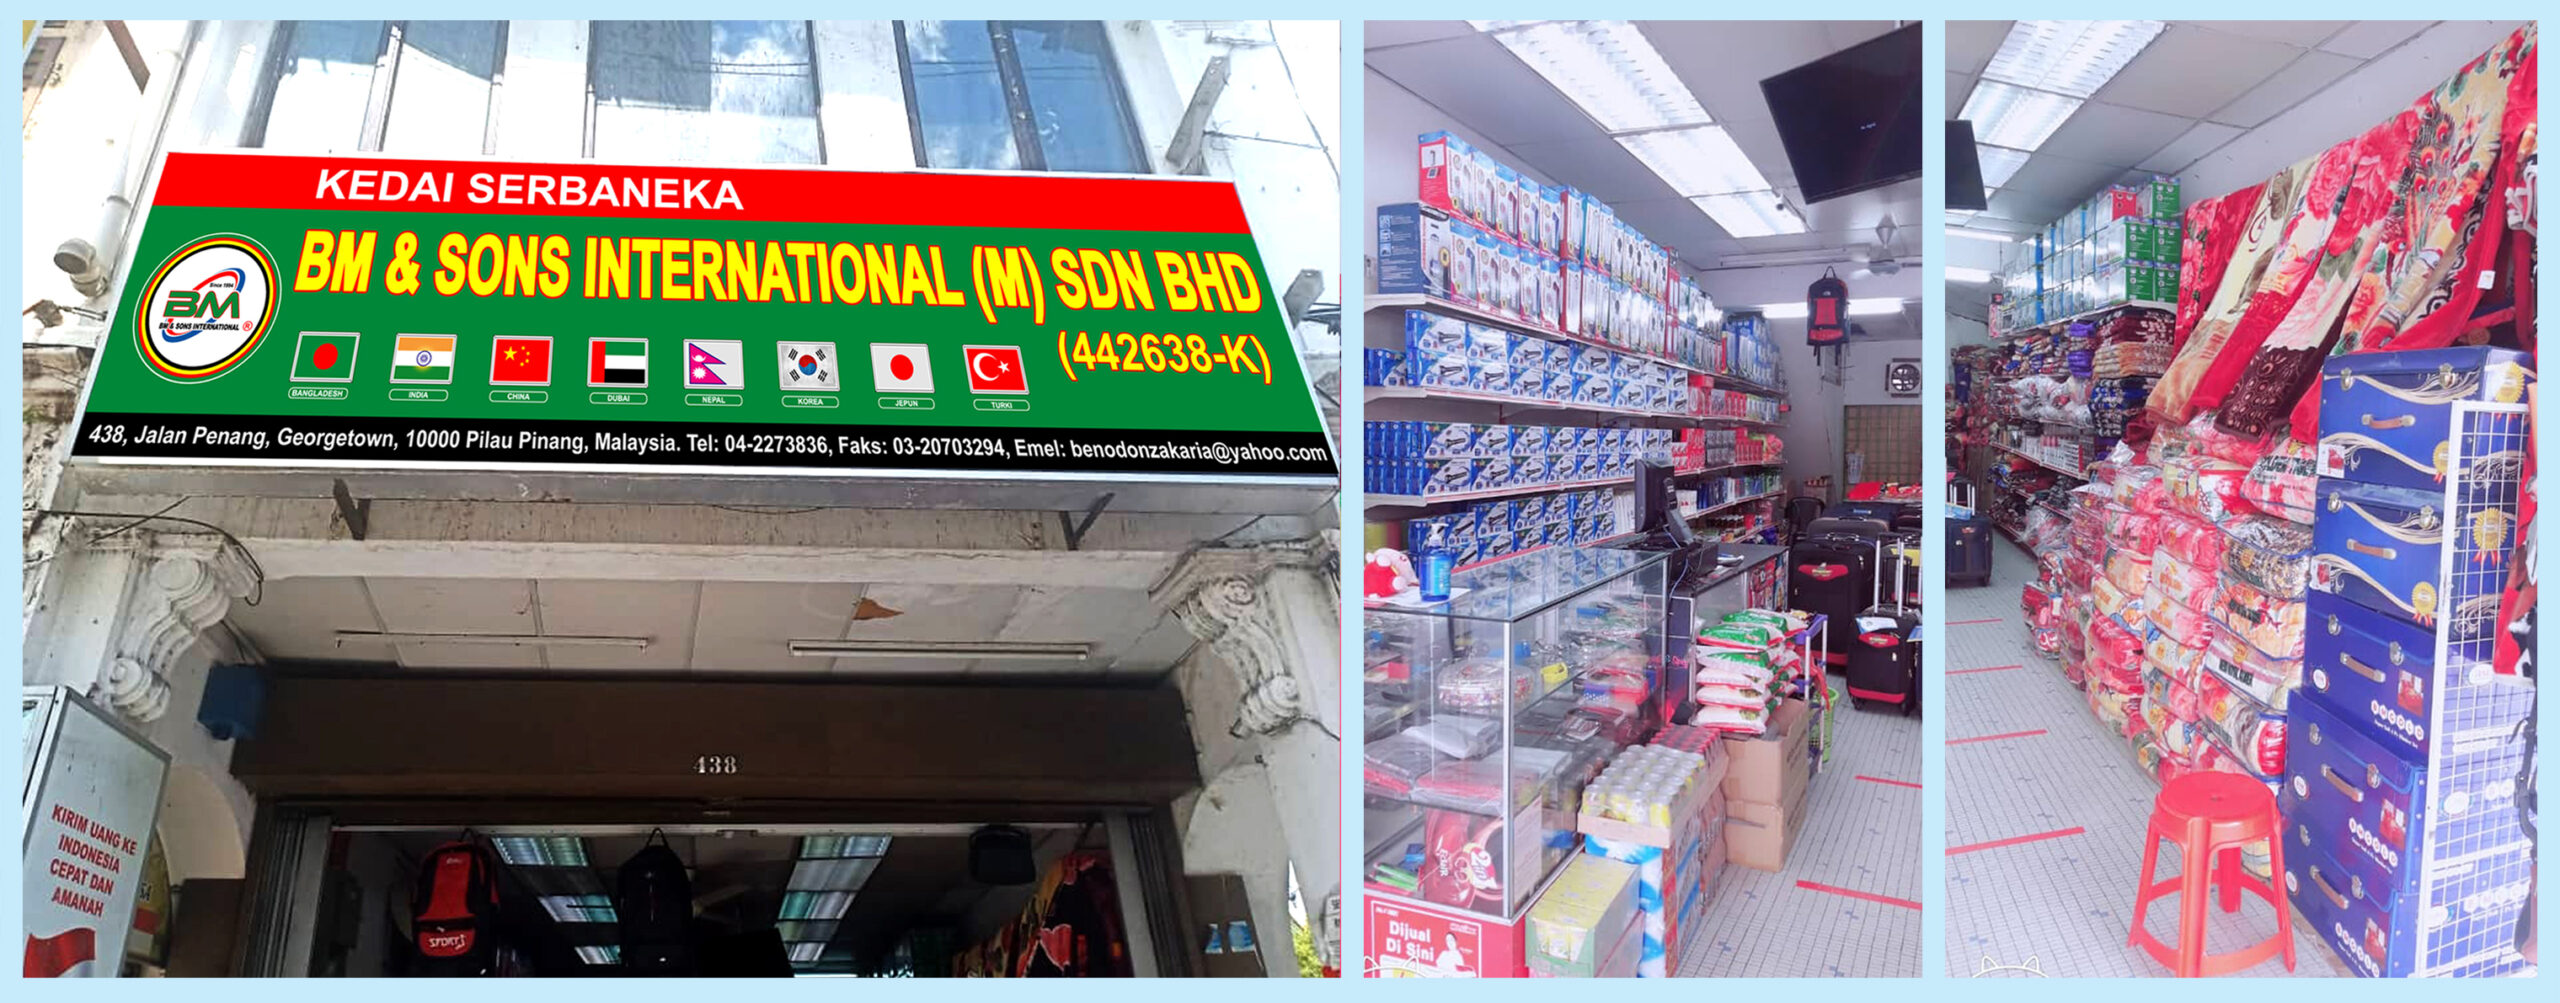 KEDAI SERBANEKA
BM & SONS INTERNATIONAL (M) SDN BHD
(442638-K)
Since 1994
BM
BM & SONS INTERNATIONAL ®
BANGLADESH
INDIA
CHINA
DUBAI
NEPAL
KOREA
JEPUN
TURKI
438, Jalan Penang, Georgetown, 10000 Pilau Pinang, Malaysia. Tel: 04-2273836, Faks: 03-20703294, Emel: benodonzakaria@yahoo.com
438
KIRIM UANG KE
INDONESIA
CEPAT DAN
AMANAH
SPORTS
Dijual
Di Sini